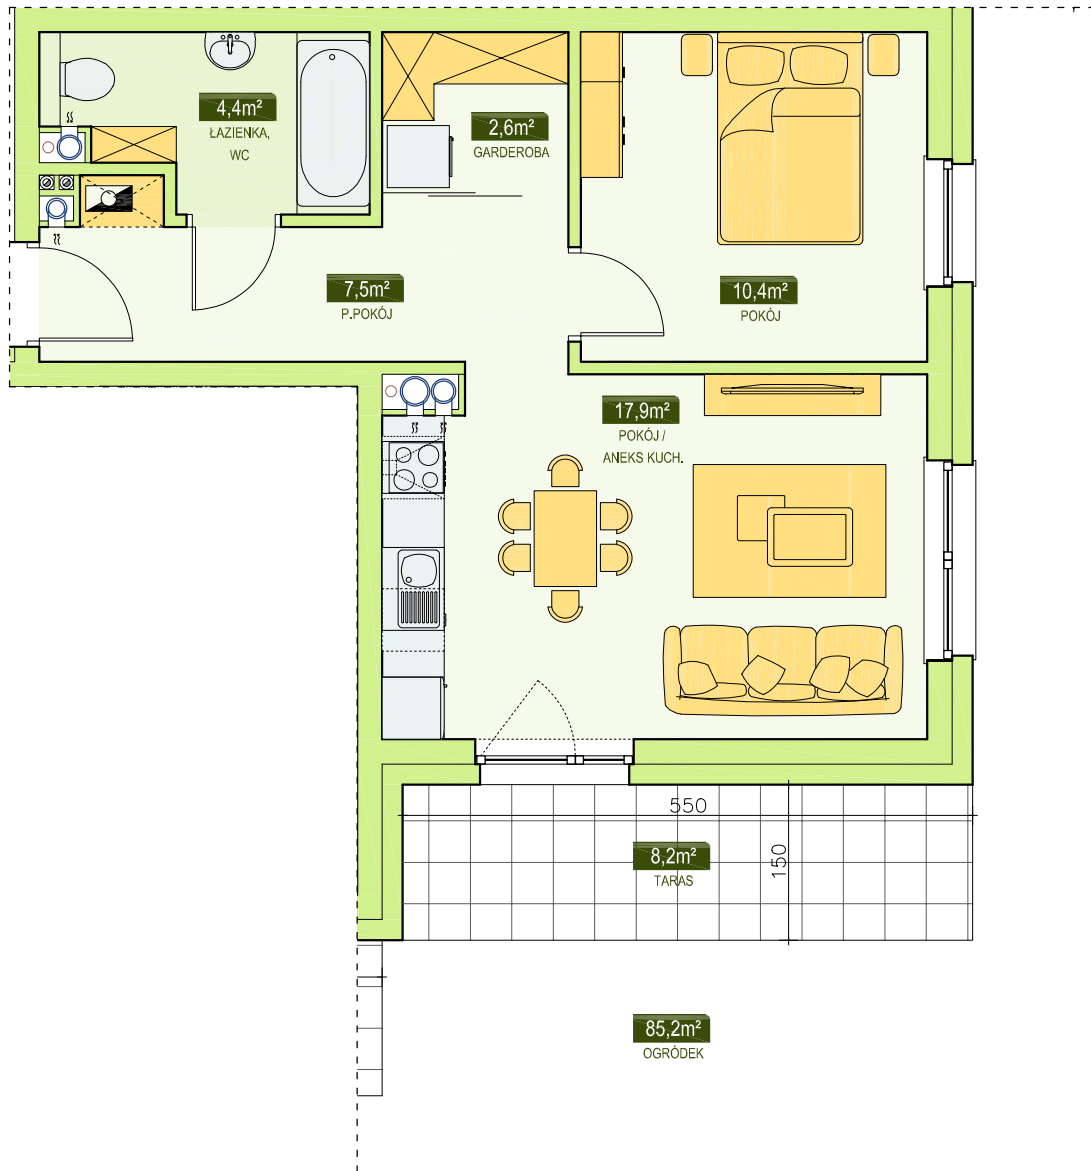 4,4m²
ŁAZIENKA,
WC
2,6m²
GARDEROBA
7,5m²
P.POKÓJ
10,4m²
POKÓJ
17,9m²
POKÓJ /
ANEKS KUCH.
550
150
8,2m²
TARAS
85,2m²
OGRÓDEK